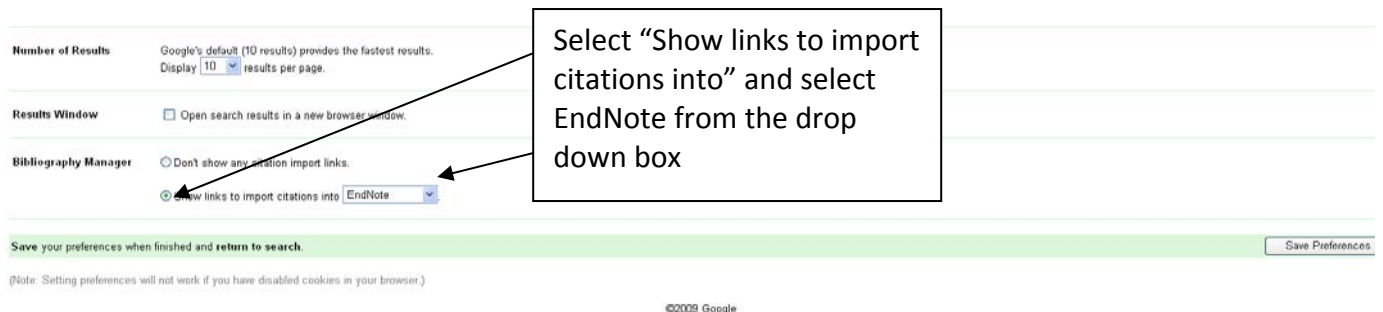 Number of Results
Google's default (10 results) provides the fastest results.
Display 10 results per page.
Select “Show links to import
citations into” and select
EndNote from the drop
down box
Results Window
Open search results in a new browser window.
Bibliography Manager
Don't show any citation import links.
Show links to import citations into EndNote .
Save your preferences when finished and return to search.
Save Preferences
(Note: Setting preferences will not work if you have disabled cookies in your browser.)
©2009 Google